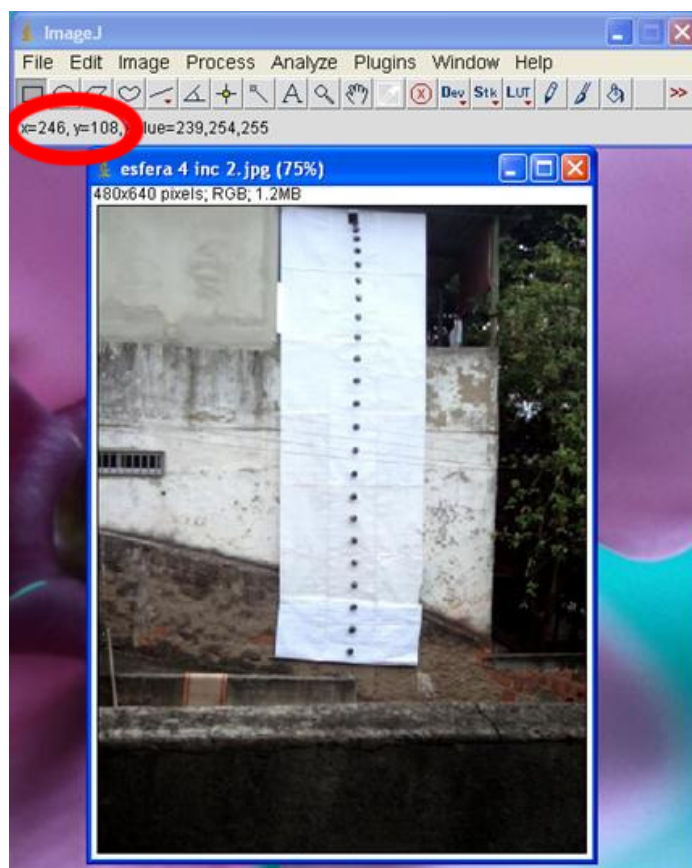 ImageJ
File Edit Image Process Analyze Plugins Window Help
A Dev Stk LUT >>
x=246, y=108, value=239,254,255
esfera 4 inc 2.jpg (75%)
480x640 pixels; RGB; 1.2MB